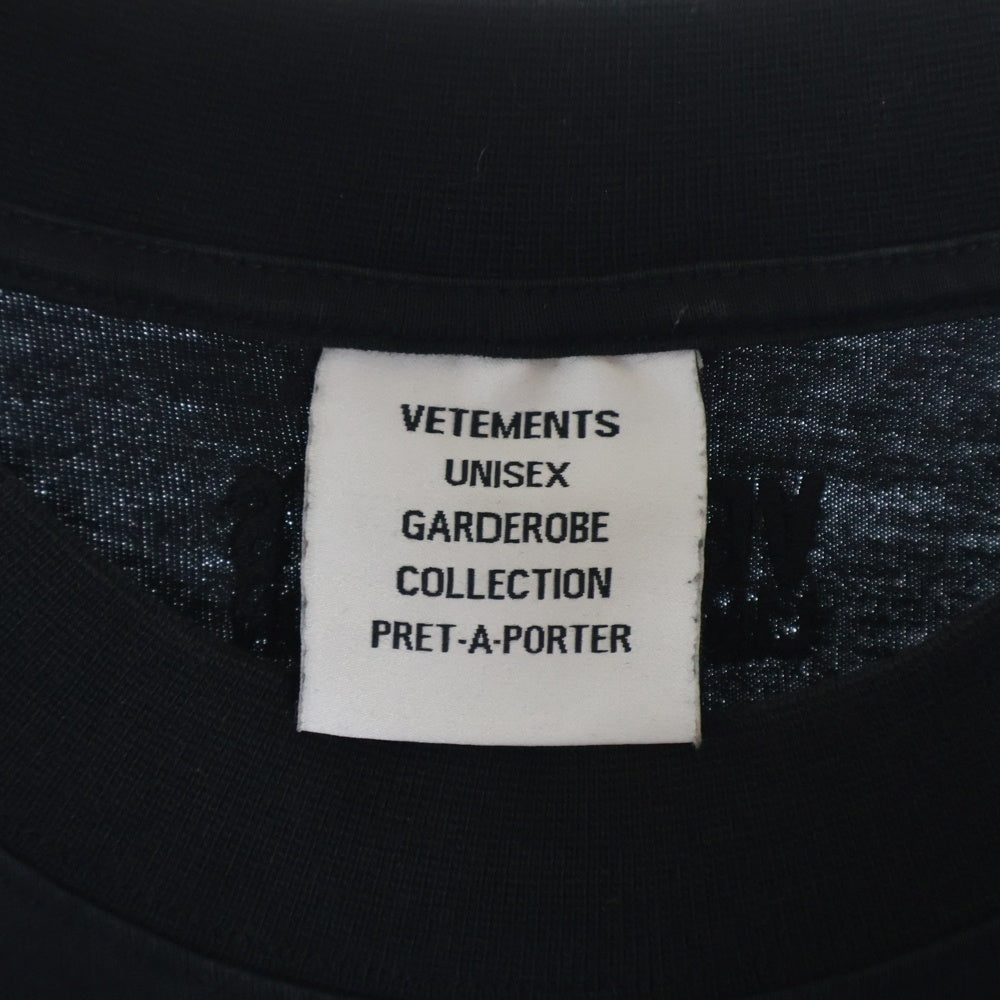 VETEMENTS
UNISEX
GARDEROBE
COLLECTION
PRET-A-PORTER